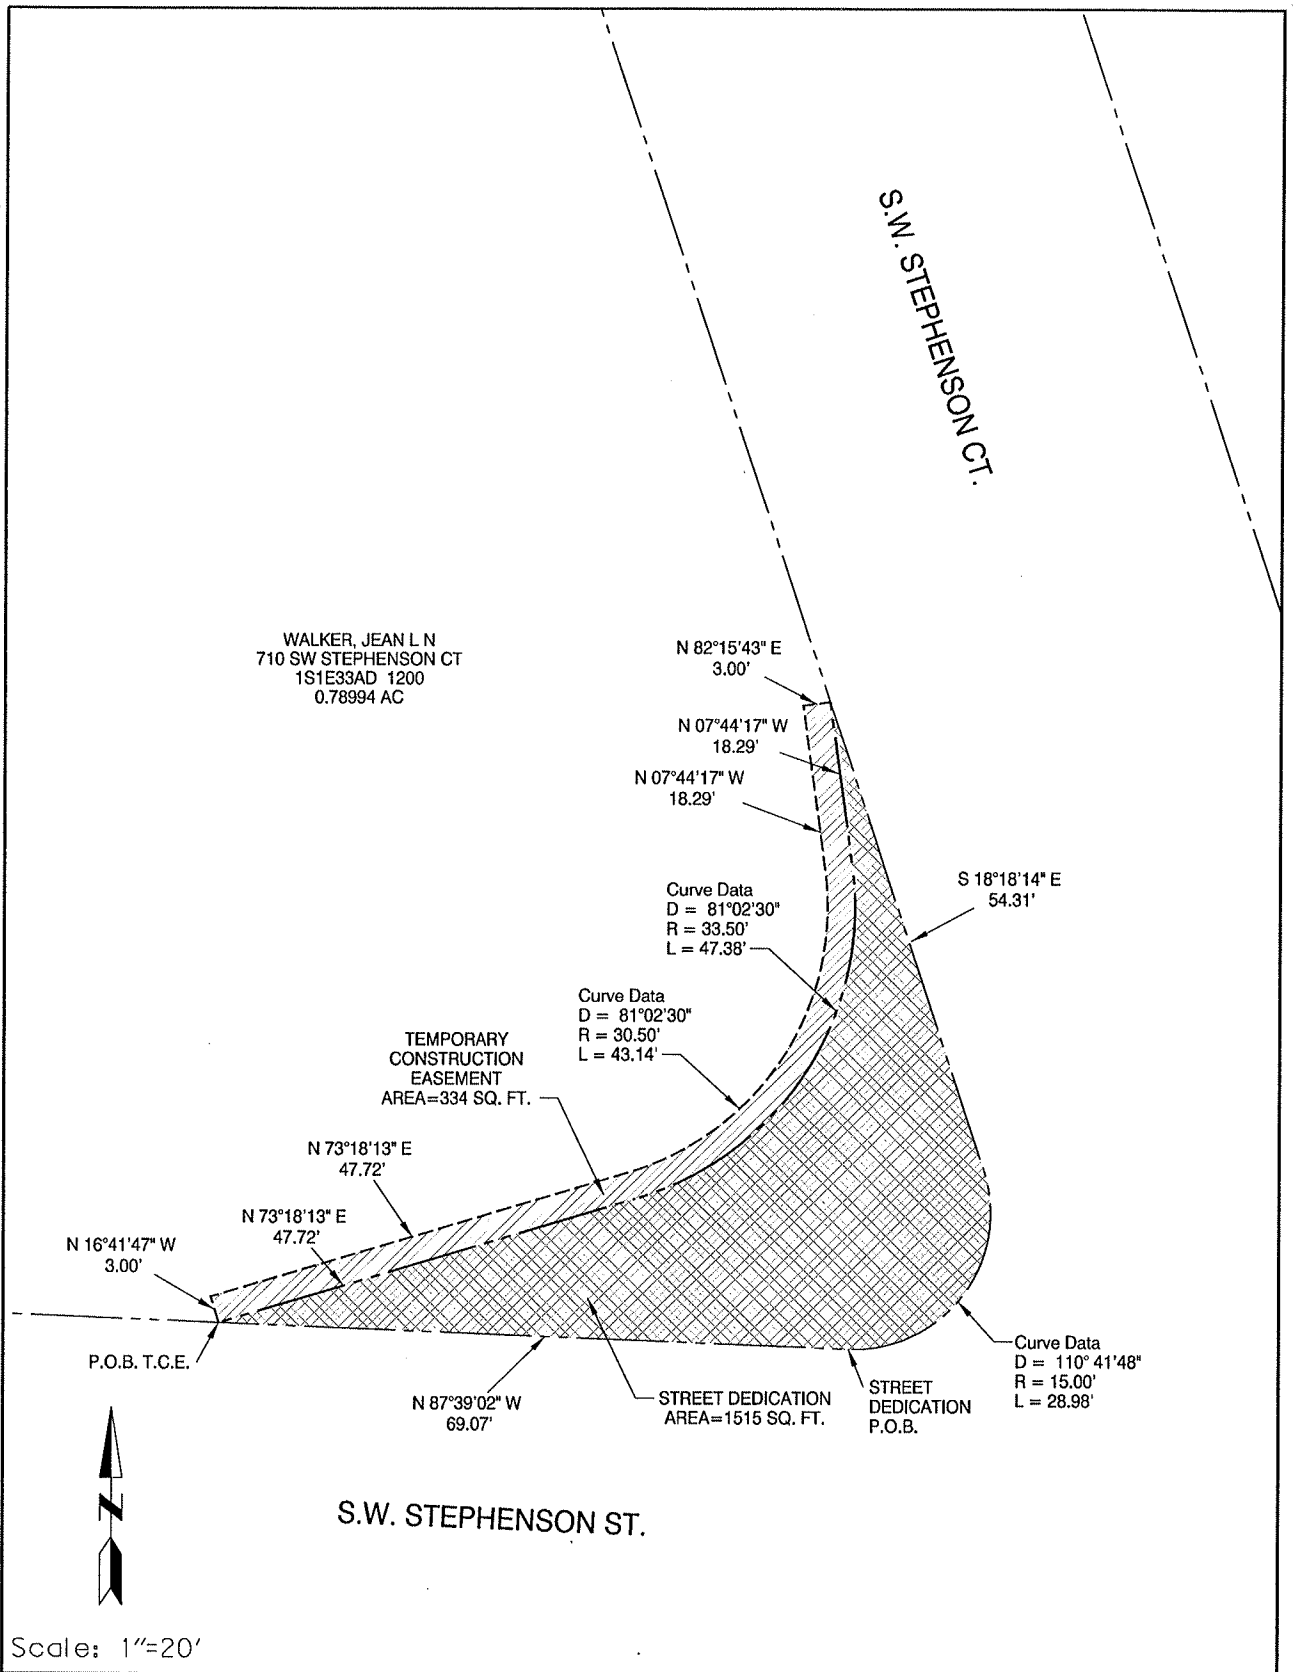 S.W. STEPHENSON CT.
WALKER, JEAN L N
710 SW STEPHENSON CT
1S1E33AD 1200
0.78994 AC
N 82°15'43" E
3.00'
N 07°44'17" W
18.29'
N 07°44'17" W
18.29'
S 18°18'14" E
54.31'
Curve Data
D = 81°02'30"
R = 33.50'
L = 47.38'
Curve Data
D = 81°02'30"
R = 30.50'
L = 43.14'
TEMPORARY
CONSTRUCTION
EASEMENT
AREA=334 SQ. FT.
N 73°18'13" E
47.72'
N 73°18'13" E
47.72'
N 16°41'47" W
3.00'
P.O.B. T.C.E.
N 87°39'02" W
69.07'
STREET DEDICATION
AREA=1515 SQ. FT.
STREET
DEDICATION
P.O.B.
Curve Data
D = 110° 41'48"
R = 15.00'
L = 28.98'
N
S.W. STEPHENSON ST.
Scale: 1"=20'